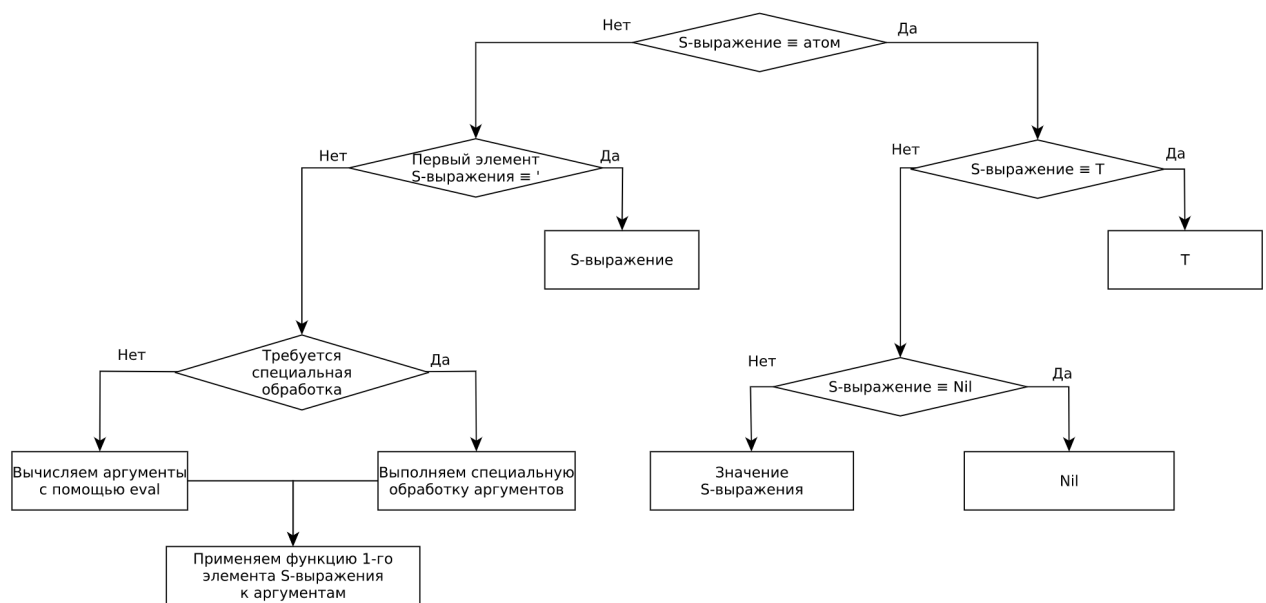 Нет
Да
S-выражение ≡ атом
Нет
Первый элемент
S-выражения ≡ '
Да
Нет
S-выражение ≡ T
Да
S-выражение
T
Нет
Требуется
специальная
обработка
Да
Нет
S-выражение ≡ Nil
Да
Вычисляем аргументы
с помощью eval
Выполняем специальную
обработку аргументов
Значение
S-выражения
Nil
Применяем функцию 1-го
элемента S-выражения
к аргументам